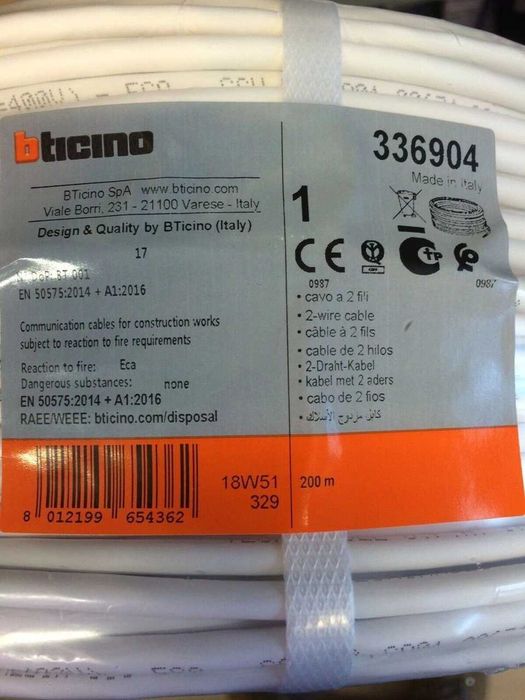 bticino
336904
Made in Italy
BTicino SpA www.bticino.com
Viale Borri, 231 - 21100 Varese - Italy
Design & Quality by BTicino (Italy)
1
17
BT 001
EN 50575:2014 + A1:2016
CE
0987
0987
Communication cables for construction works
subject to reaction to fire requirements
Reaction to fire: Eca
Dangerous substances: none
EN 50575:2014 + A1:2016
RAEE/WEEE: bticino.com/disposal
• cavo a 2 fili
• 2-wire cable
• câble à 2 fils
• cable de 2 hilos
• 2-Draht-Kabel
• kabel met 2 aders
• cabo de 2 fios
• كابل مزدوج الأسلاك
18W51
329
200 m
8 012199 654362